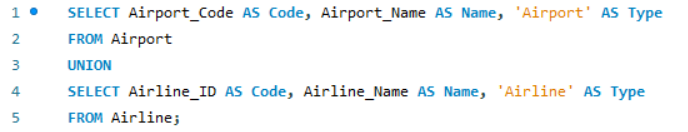 1 SELECT Airport_Code AS Code, Airport_Name AS Name, 'Airport' AS Type
2 FROM Airport
3 UNION
4 SELECT Airline_ID AS Code, Airline_Name AS Name, 'Airline' AS Type
5 FROM Airline;